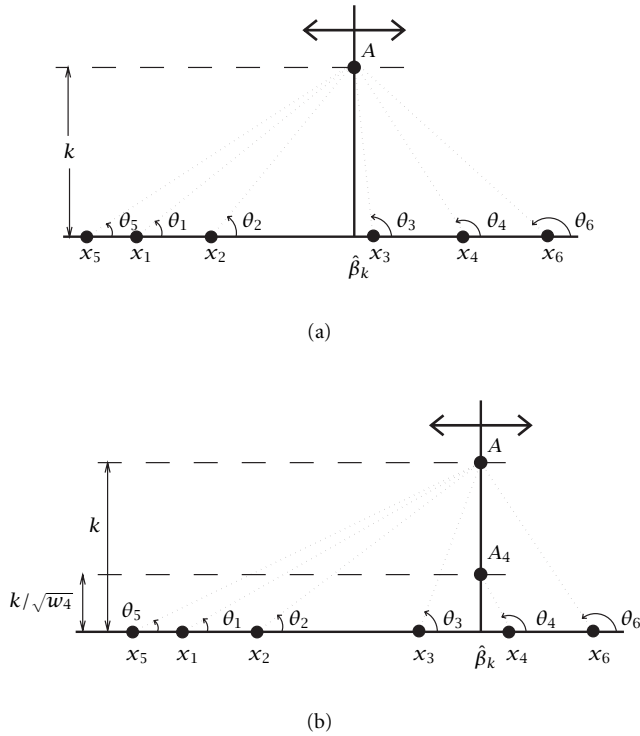 A
k
θ₅ θ₁ θ₂ θ₃ θ₄ θ₆
x₅ x₁ x₂ β̂ₖ x₃ x₄ x₆
(a)
A
k
A₄
k/√w₄
θ₅ θ₁ θ₂ θ₃ θ₄ θ₆
x₅ x₁ x₂ x₃ β̂ₖ x₄ x₆
(b)